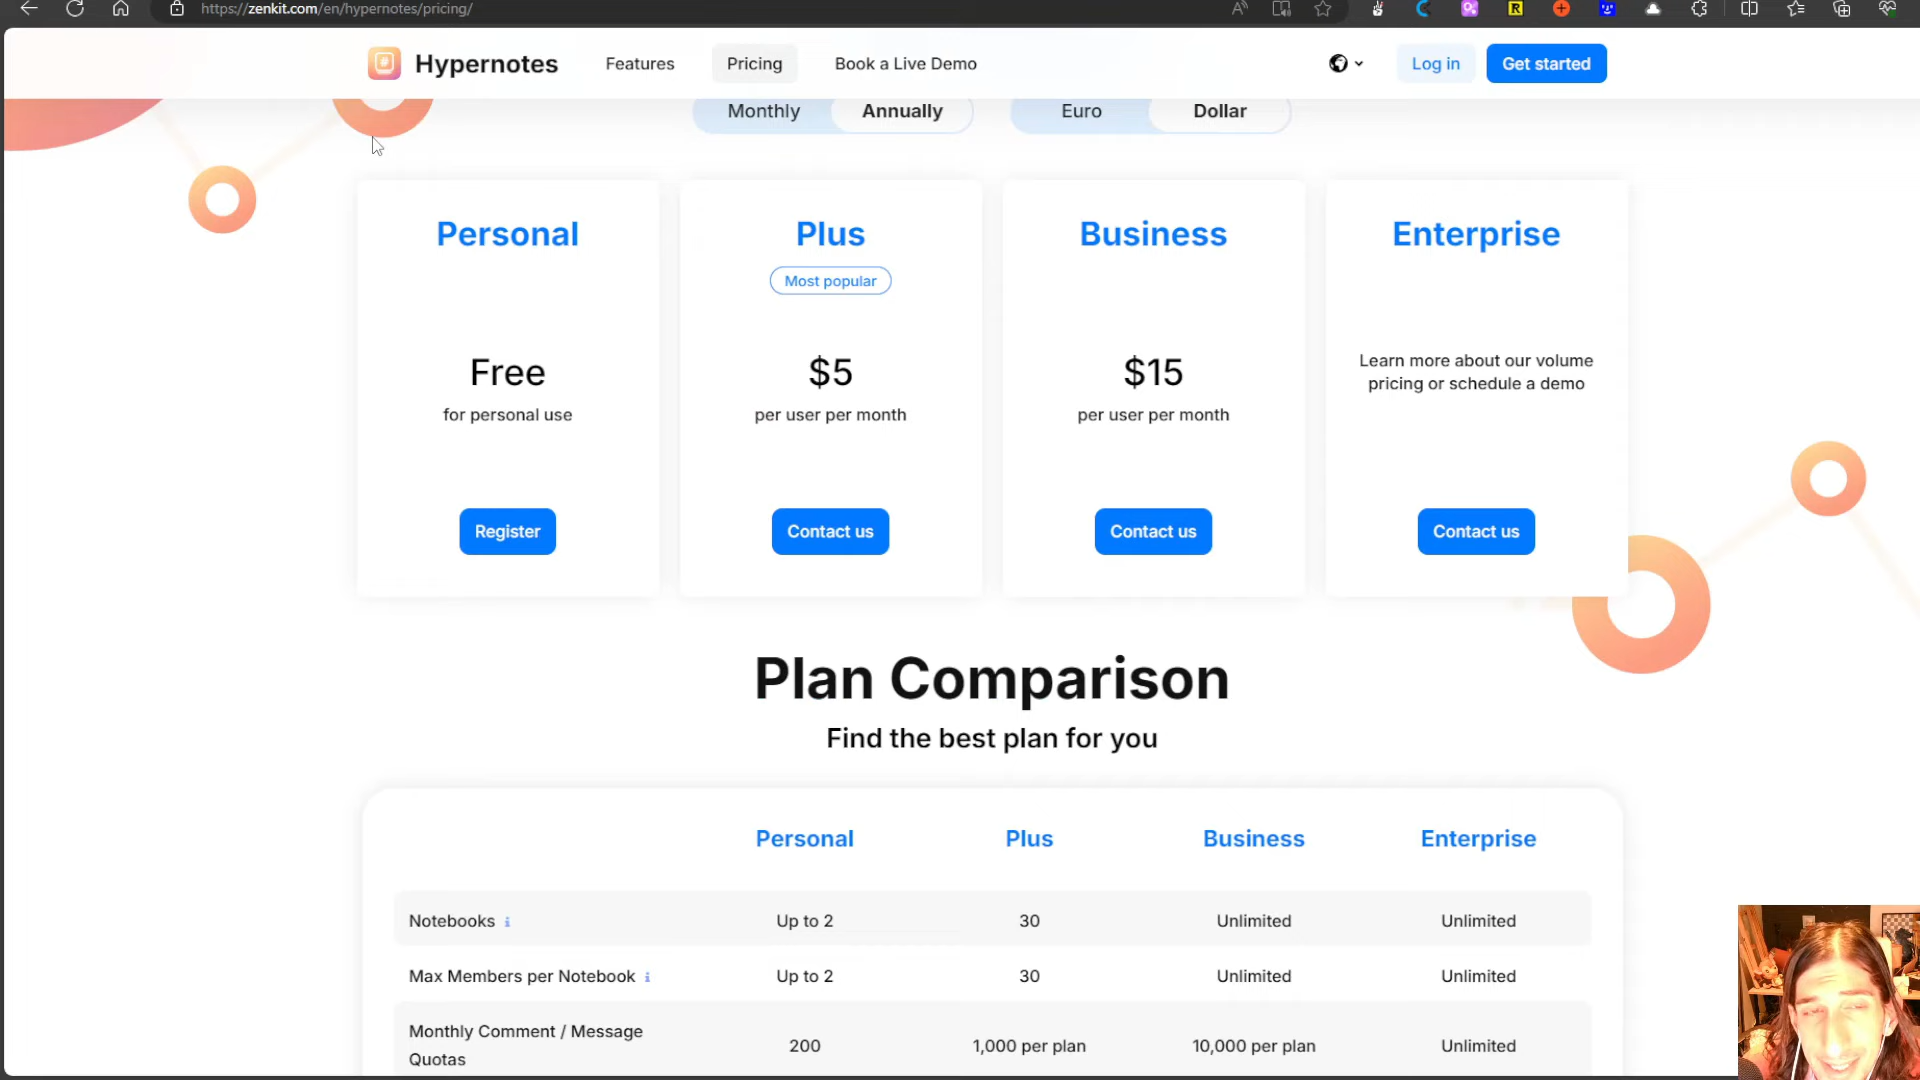 https://zenkit.com/en/hypernotes/pricing/
Hypernotes
Features
Pricing
Book a Live Demo
Log in
Get started
Monthly
Annually
Euro
Dollar
Personal
Free
for personal use
Register
Plus
Most popular
$5
per user per month
Contact us
Business
$15
per user per month
Contact us
Enterprise
Learn more about our volume
pricing or schedule a demo
Contact us
Plan Comparison
Find the best plan for you
Personal Plus Business Enterprise
Notebooks Up to 2 30 Unlimited Unlimited
Max Members per Notebook Up to 2 30 Unlimited Unlimited
Monthly Comment / Message
Quotas
200 1,000 per plan 10,000 per plan Unlimited